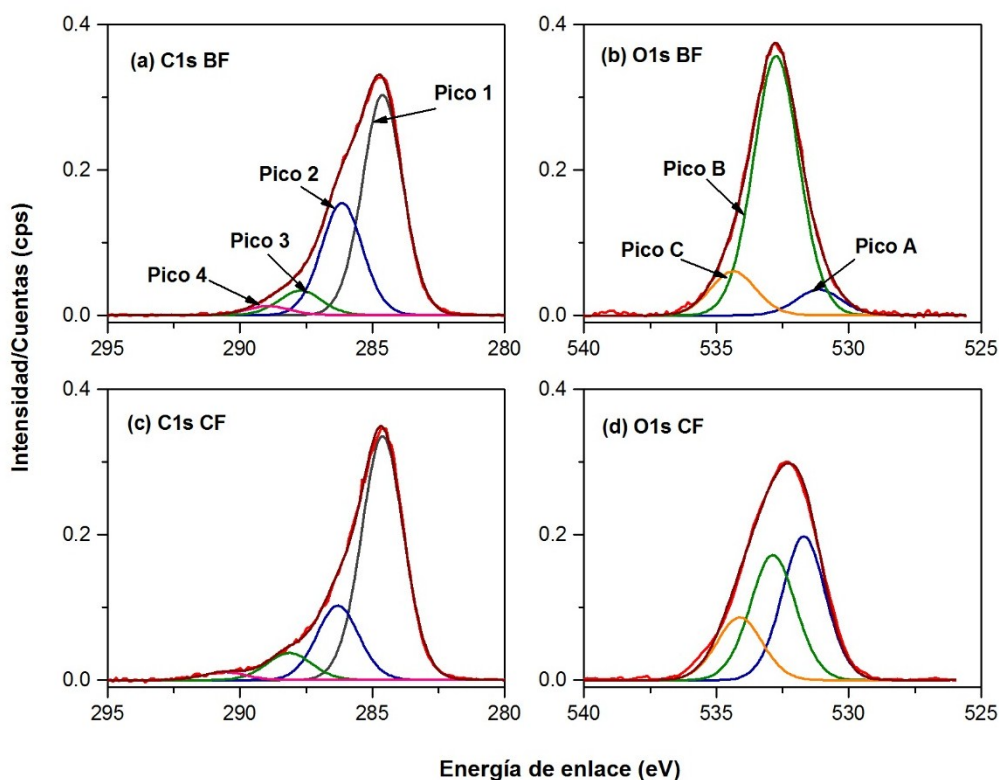 Intensidad/Cuentas (cps)
(a) C1s BF
Pico 1
Pico 2
Pico 3
Pico 4
0.4
0.2
0.0
295 290 285 280
(b) O1s BF
Pico B
Pico C
Pico A
0.4
0.2
0.0
540 535 530 525
(c) C1s CF
0.4
0.2
0.0
295 290 285 280
(d) O1s CF
0.4
0.2
0.0
540 535 530 525
Energía de enlace (eV)